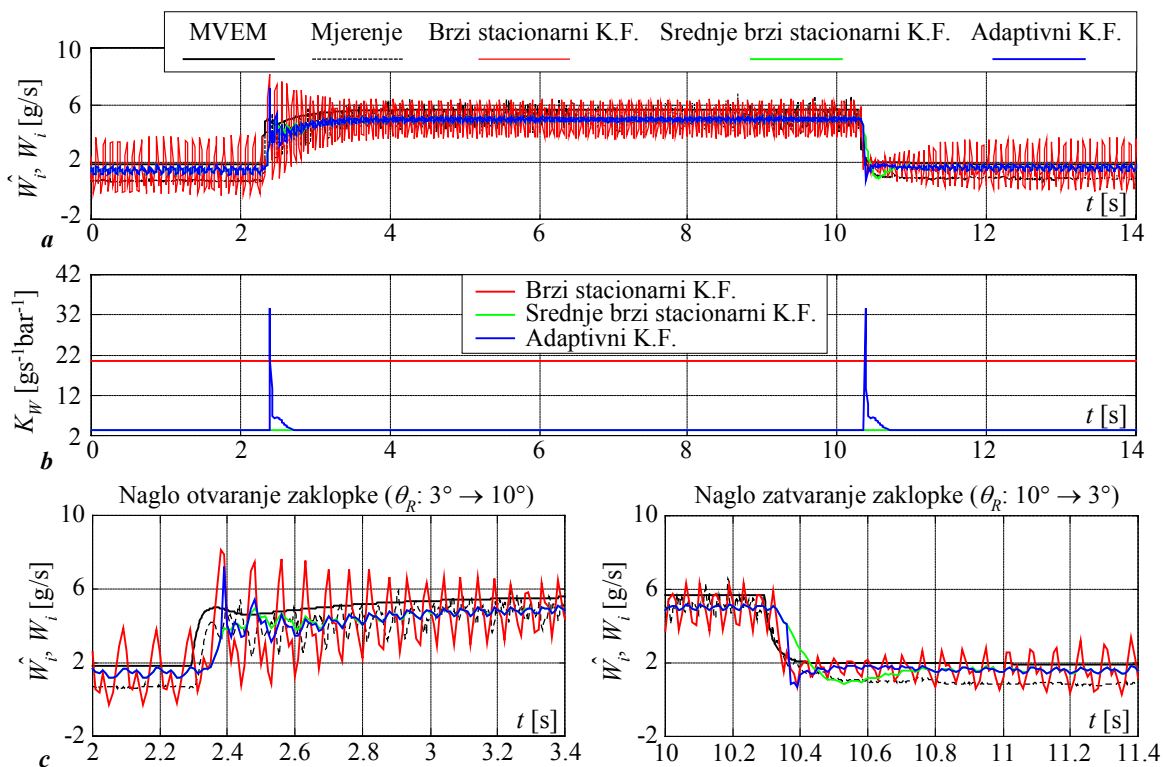 MVEM Mjerenje Brzi stacionarni K.F. Srednje brzi stacionarni K.F. Adaptivni K.F.
Ŵi, Wi [g/s]
10
6
2
-2
0 2 4 6 8 10 12 14
t [s]
a
KW [gs⁻¹bar⁻¹]
42
32
22
12
2
Brzi stacionarni K.F.
Srednje brzi stacionarni K.F.
Adaptivni K.F.
0 2 4 6 8 10 12 14
t [s]
b
Naglo otvaranje zaklopke (θR: 3° → 10°)
Ŵi, Wi [g/s]
10
6
2
-2
2 2.2 2.4 2.6 2.8 3 3.2 3.4
t [s]
c
Naglo zatvaranje zaklopke (θR: 10° → 3°)
Ŵi, Wi [g/s]
10
6
2
-2
10 10.2 10.4 10.6 10.8 11 11.2 11.4
t [s]